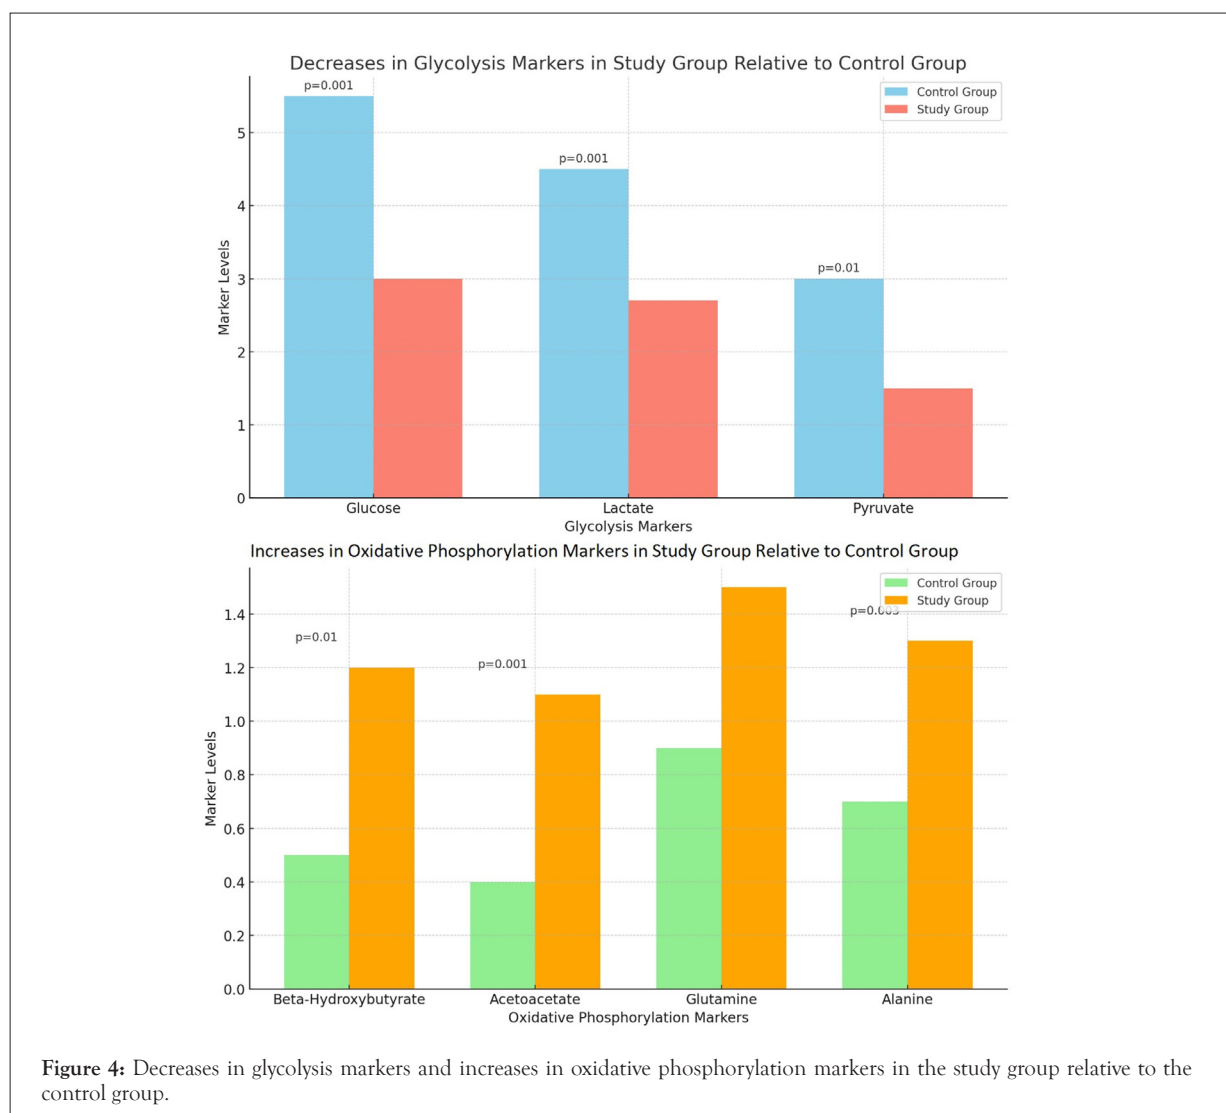 Decreases in Glycolysis Markers in Study Group Relative to Control Group
p=0.001
Control Group
Study Group
5
p=0.001
4
p=0.01
3
Marker Levels
2
1
0
Glucose
Lactate
Pyruvate
Glycolysis Markers
Increases in Oxidative Phosphorylation Markers in Study Group Relative to Control Group
Control Group
Study Group
1.4
p=0.01
p=0.001
1.2
1.0
Marker Levels
0.8
0.6
0.4
0.2
0.0
Beta-Hydroxybutyrate
Acetoacetate
Glutamine
Alanine
Oxidative Phosphorylation Markers
Figure 4: Decreases in glycolysis markers and increases in oxidative phosphorylation markers in the study group relative to the
control group.